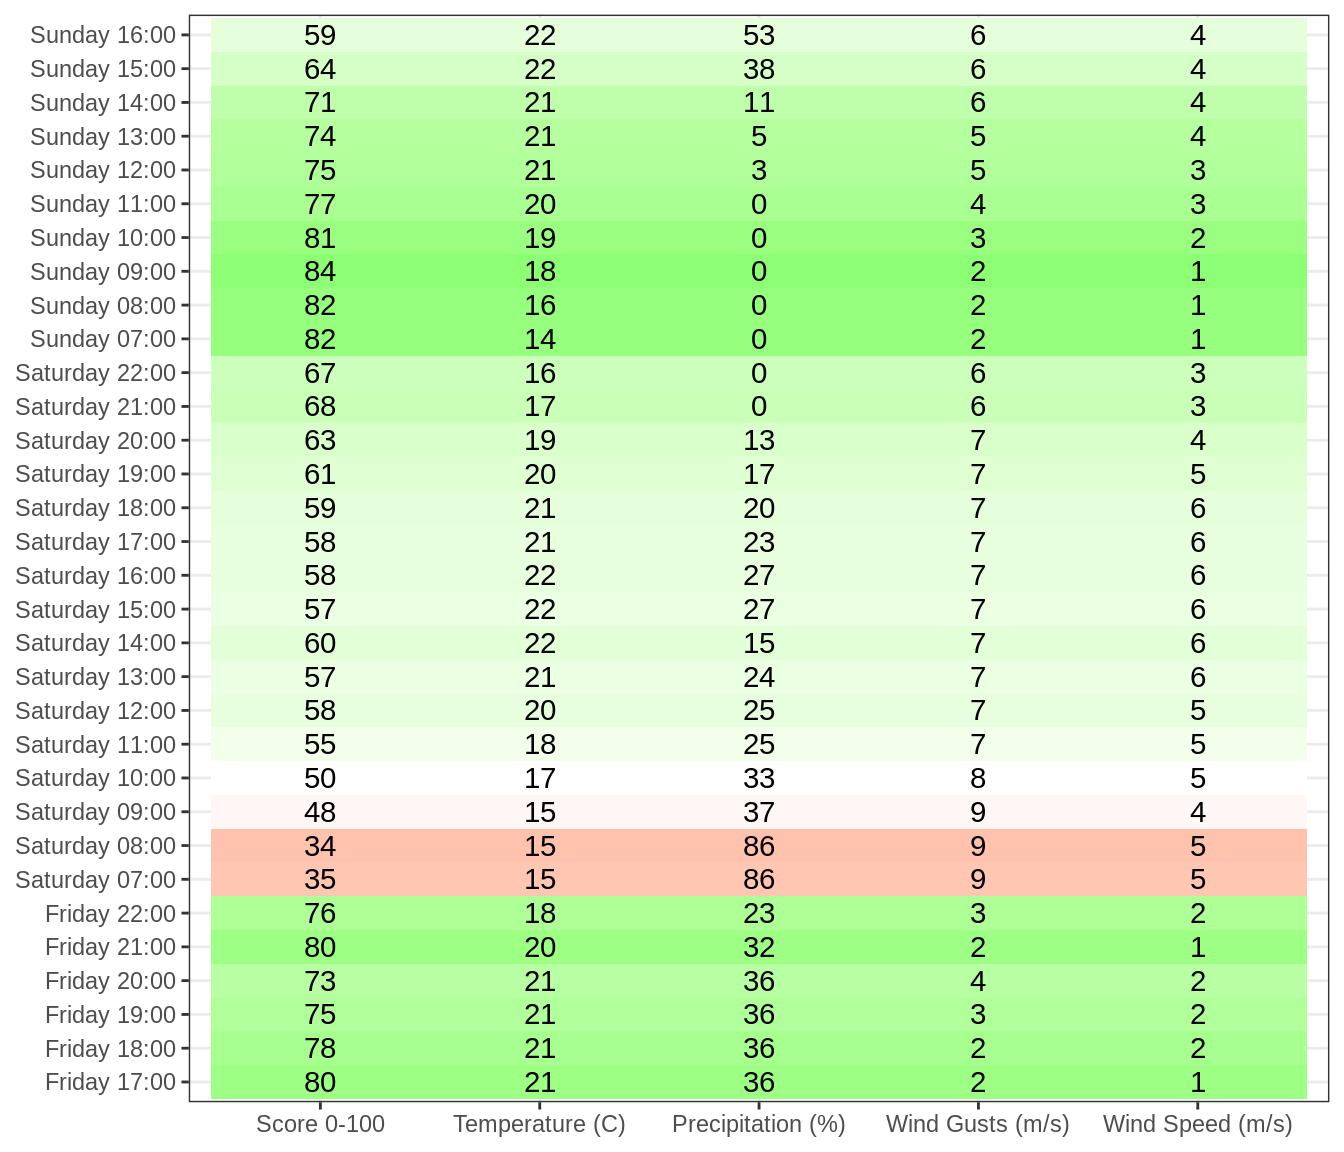 Sunday 16:00 59 22 53 6 4
Sunday 15:00 64 22 38 6 4
Sunday 14:00 71 21 11 6 4
Sunday 13:00 74 21 5 5 4
Sunday 12:00 75 21 3 5 3
Sunday 11:00 77 20 0 4 3
Sunday 10:00 81 19 0 3 2
Sunday 09:00 84 18 0 2 1
Sunday 08:00 82 16 0 2 1
Sunday 07:00 82 14 0 2 1
Saturday 22:00 67 16 0 6 3
Saturday 21:00 68 17 0 6 3
Saturday 20:00 63 19 13 7 4
Saturday 19:00 61 20 17 7 5
Saturday 18:00 59 21 20 7 6
Saturday 17:00 58 21 23 7 6
Saturday 16:00 58 22 27 7 6
Saturday 15:00 57 22 27 7 6
Saturday 14:00 60 22 15 7 6
Saturday 13:00 57 21 24 7 6
Saturday 12:00 58 20 25 7 5
Saturday 11:00 55 18 25 7 5
Saturday 10:00 50 17 33 8 5
Saturday 09:00 48 15 37 9 4
Saturday 08:00 34 15 86 9 5
Saturday 07:00 35 15 86 9 5
Friday 22:00 76 18 23 3 2
Friday 21:00 80 20 32 2 1
Friday 20:00 73 21 36 4 2
Friday 19:00 75 21 36 3 2
Friday 18:00 78 21 36 2 2
Friday 17:00 80 21 36 2 1
Score 0-100 Temperature (C) Precipitation (%) Wind Gusts (m/s) Wind Speed (m/s)